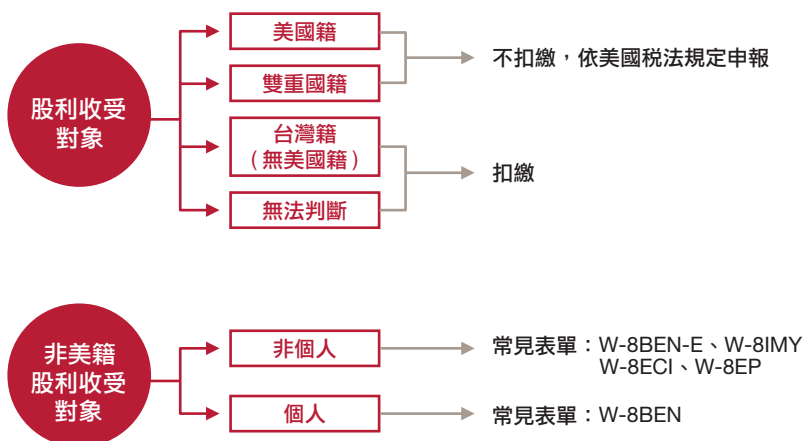 股利收受
對象
美國籍
雙重國籍
不扣繳，依美國稅法規定申報
台灣籍
（無美國籍）
無法判斷
扣繳
非美籍
股利收受
對象
非個人
常見表單：W-8BEN-E、W-8IMY
W-8ECI、W-8EP
個人
常見表單：W-8BEN